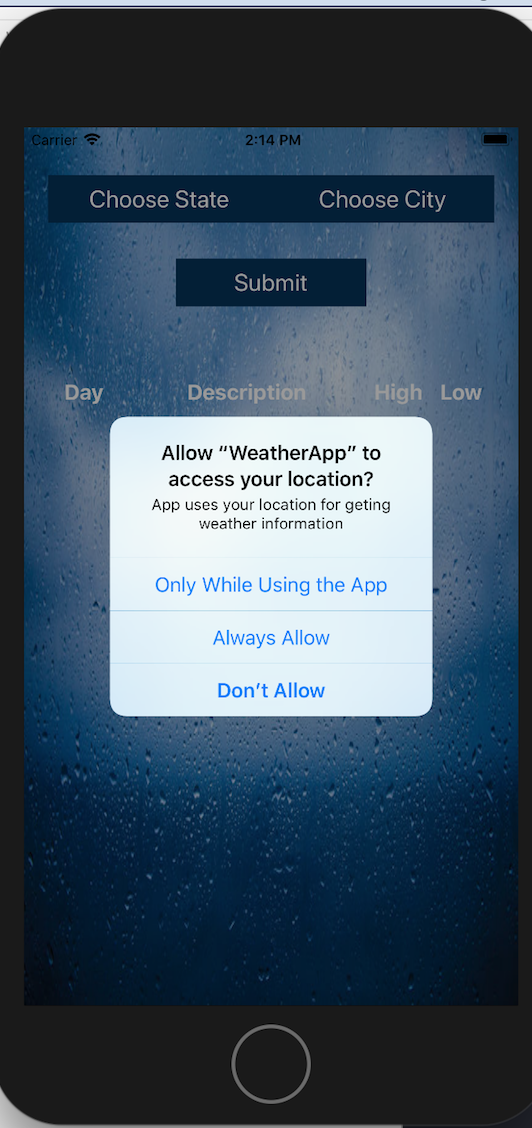 Carrier 2:14 PM
Choose State Choose City
Submit
Day Description High Low
Allow “WeatherApp” to
access your location?
App uses your location for geting
weather information
Only While Using the App
Always Allow
Don’t Allow